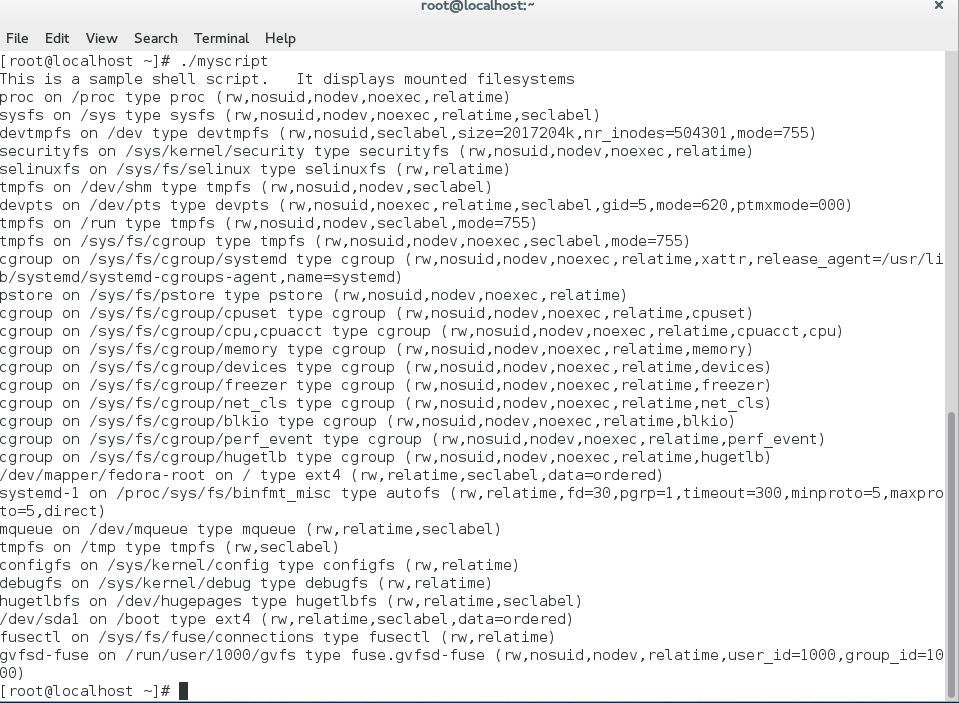 root@localhost:~
×
File Edit View Search Terminal Help
[root@localhost ~]# ./myscript
This is a sample shell script.   It displays mounted filesystems
proc on /proc type proc (rw,nosuid,nodev,noexec,relatime)
sysfs on /sys type sysfs (rw,nosuid,nodev,noexec,relatime,seclabel)
devtmpfs on /dev type devtmpfs (rw,nosuid,seclabel,size=2017204k,nr_inodes=504301,mode=755)
securityfs on /sys/kernel/security type securityfs (rw,nosuid,nodev,noexec,relatime)
selinuxfs on /sys/fs/selinux type selinuxfs (rw,relatime)
tmpfs on /dev/shm type tmpfs (rw,nosuid,nodev,seclabel)
devpts on /dev/pts type devpts (rw,nosuid,noexec,relatime,seclabel,gid=5,mode=620,ptmxmode=000)
tmpfs on /run type tmpfs (rw,nosuid,nodev,seclabel,mode=755)
tmpfs on /sys/fs/cgroup type tmpfs (rw,nosuid,nodev,noexec,seclabel,mode=755)
cgroup on /sys/fs/cgroup/systemd type cgroup (rw,nosuid,nodev,noexec,relatime,xattr,release_agent=/usr/li
b/systemd/systemd-cgroups-agent,name=systemd)
pstore on /sys/fs/pstore type pstore (rw,nosuid,nodev,noexec,relatime)
cgroup on /sys/fs/cgroup/cpuset type cgroup (rw,nosuid,nodev,noexec,relatime,cpuset)
cgroup on /sys/fs/cgroup/cpu,cpuacct type cgroup (rw,nosuid,nodev,noexec,relatime,cpuacct,cpu)
cgroup on /sys/fs/cgroup/memory type cgroup (rw,nosuid,nodev,noexec,relatime,memory)
cgroup on /sys/fs/cgroup/devices type cgroup (rw,nosuid,nodev,noexec,relatime,devices)
cgroup on /sys/fs/cgroup/freezer type cgroup (rw,nosuid,nodev,noexec,relatime,freezer)
cgroup on /sys/fs/cgroup/net_cls type cgroup (rw,nosuid,nodev,noexec,relatime,net_cls)
cgroup on /sys/fs/cgroup/blkio type cgroup (rw,nosuid,nodev,noexec,relatime,blkio)
cgroup on /sys/fs/cgroup/perf_event type cgroup (rw,nosuid,nodev,noexec,relatime,perf_event)
cgroup on /sys/fs/cgroup/hugetlb type cgroup (rw,nosuid,nodev,noexec,relatime,hugetlb)
/dev/mapper/fedora-root on / type ext4 (rw,relatime,seclabel,data=ordered)
systemd-1 on /proc/sys/fs/binfmt_misc type autofs (rw,relatime,fd=30,pgrp=1,timeout=300,minproto=5,maxpro
to=5,direct)
mqueue on /dev/mqueue type mqueue (rw,relatime,seclabel)
tmpfs on /tmp type tmpfs (rw,seclabel)
configfs on /sys/kernel/config type configfs (rw,relatime)
debugfs on /sys/kernel/debug type debugfs (rw,relatime)
hugetlbfs on /dev/hugepages type hugetlbfs (rw,relatime,seclabel)
/dev/sda1 on /boot type ext4 (rw,relatime,seclabel,data=ordered)
fusectl on /sys/fs/fuse/connections type fusectl (rw,relatime)
gvfsd-fuse on /run/user/1000/gvfs type fuse.gvfsd-fuse (rw,nosuid,nodev,relatime,user_id=1000,group_id=10
00)
[root@localhost ~]#